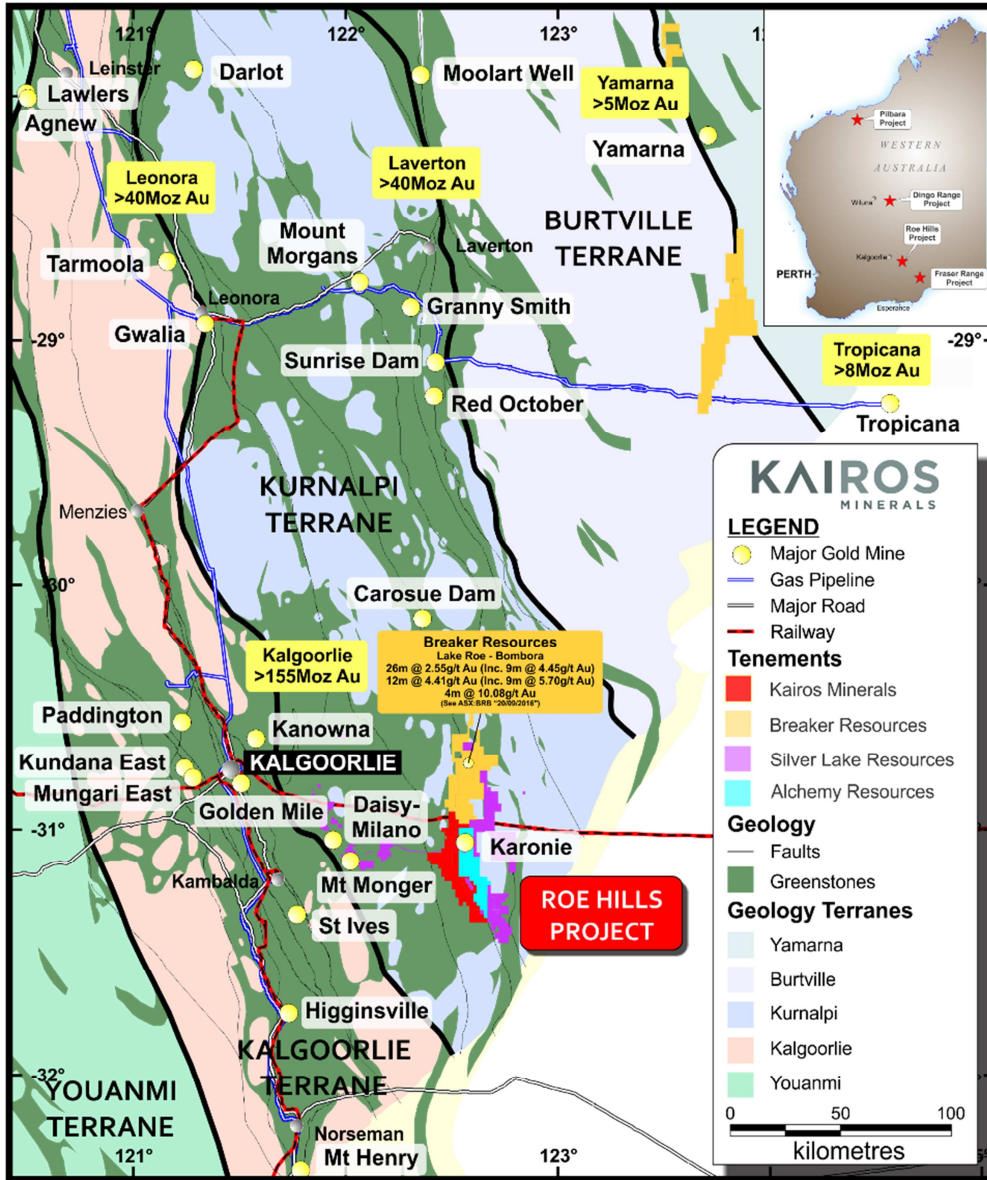 121°
122°
123°
Leinster
Lawlers
Agnew
Darlot
Moolart Well
Yamarna
>5Moz Au
Yamarna
Leonora
>40Moz Au
Laverton
>40Moz Au
BURTVILLE
TERRANE
Mount
Morgans
Laverton
Tarmoola
Leonora
Gwalia
Granny Smith
-29°
Sunrise Dam
Red October
Tropicana
>8Moz Au
-29°
Tropicana
Pilbara
Project
WESTERN
AUSTRALIA
Wiluna
Dingo Range
Project
Roe Hills
Project
Kalgoorlie
PERTH
Fraser Range
Project
Esperance
KURNALPI
TERRANE
Menzies
-30°
Carosue Dam
Breaker Resources
Lake Roe - Bombora
26m @ 2.55g/t Au (Inc. 9m @ 4.45g/t Au)
12m @ 4.41g/t Au (Inc. 9m @ 5.70g/t Au)
4m @ 10.08g/t Au
(See ASX:BRB "20/09/2016")
Kalgoorlie
>155Moz Au
Paddington
Kanowna
Kundana East
KALGOORLIE
Mungari East
Golden Mile
Daisy-
Milano
-31°
Karonie
Kambalda
Mt Monger
St Ives
ROE HILLS
PROJECT
Higginsville
KALGOORLIE
TERRANE
-32°
YOUANMI
TERRANE
Norseman
Mt Henry
121°
123°
KAIROS
MINERALS
LEGEND
Major Gold Mine
Gas Pipeline
Major Road
Railway
Tenements
Kairos Minerals
Breaker Resources
Silver Lake Resources
Alchemy Resources
Geology
Faults
Greenstones
Geology Terranes
Yamarna
Burtville
Kurnalpi
Kalgoorlie
Youanmi
0 50 100
kilometres